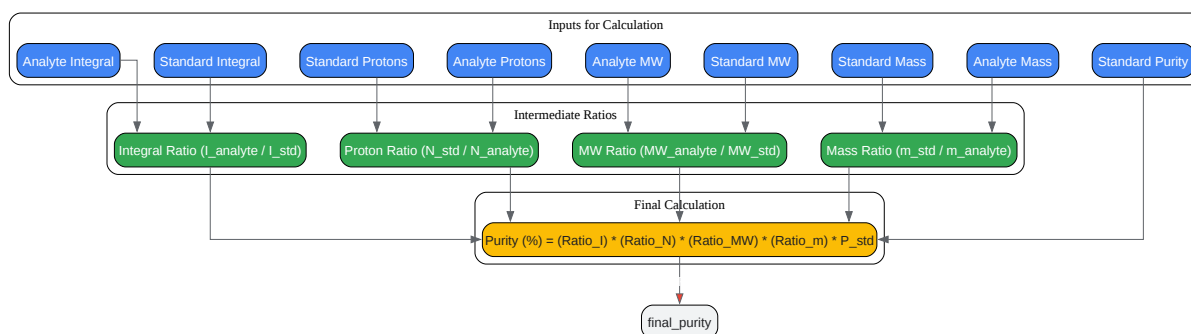 Inputs for Calculation
Analyte Integral
Standard Integral
Standard Protons
Analyte Protons
Analyte MW
Standard MW
Standard Mass
Analyte Mass
Standard Purity
Intermediate Ratios
Integral Ratio (I_analyte / I_std)
Proton Ratio (N_std / N_analyte)
MW Ratio (MW_analyte / MW_std)
Mass Ratio (m_std / m_analyte)
Final Calculation
Purity (%) = (Ratio_I) * (Ratio_N) * (Ratio_MW) * (Ratio_m) * P_std
final_purity